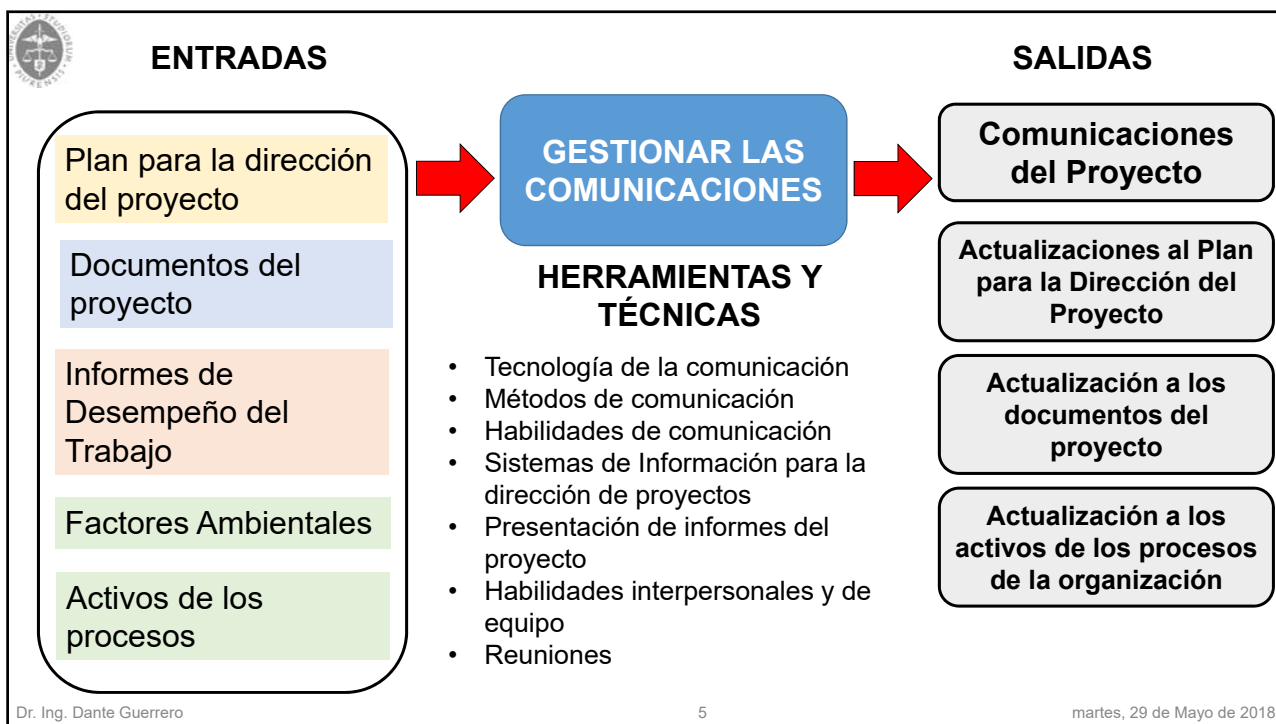 ENTRADAS
Plan para la dirección
del proyecto
Documentos del
proyecto
Informes de
Desempeño del
Trabajo
Factores Ambientales
Activos de los
procesos
GESTIONAR LAS
COMUNICACIONES
HERRAMIENTAS Y
TÉCNICAS
• Tecnología de la comunicación
• Métodos de comunicación
• Habilidades de comunicación
• Sistemas de Información para la
dirección de proyectos
• Presentación de informes del
proyecto
• Habilidades interpersonales y de
equipo
• Reuniones
SALIDAS
Comunicaciones
del Proyecto
Actualizaciones al Plan
para la Dirección del
Proyecto
Actualización a los
documentos del
proyecto
Actualización a los
activos de los procesos
de la organización
Dr. Ing. Dante Guerrero
5
martes, 29 de Mayo de 2018